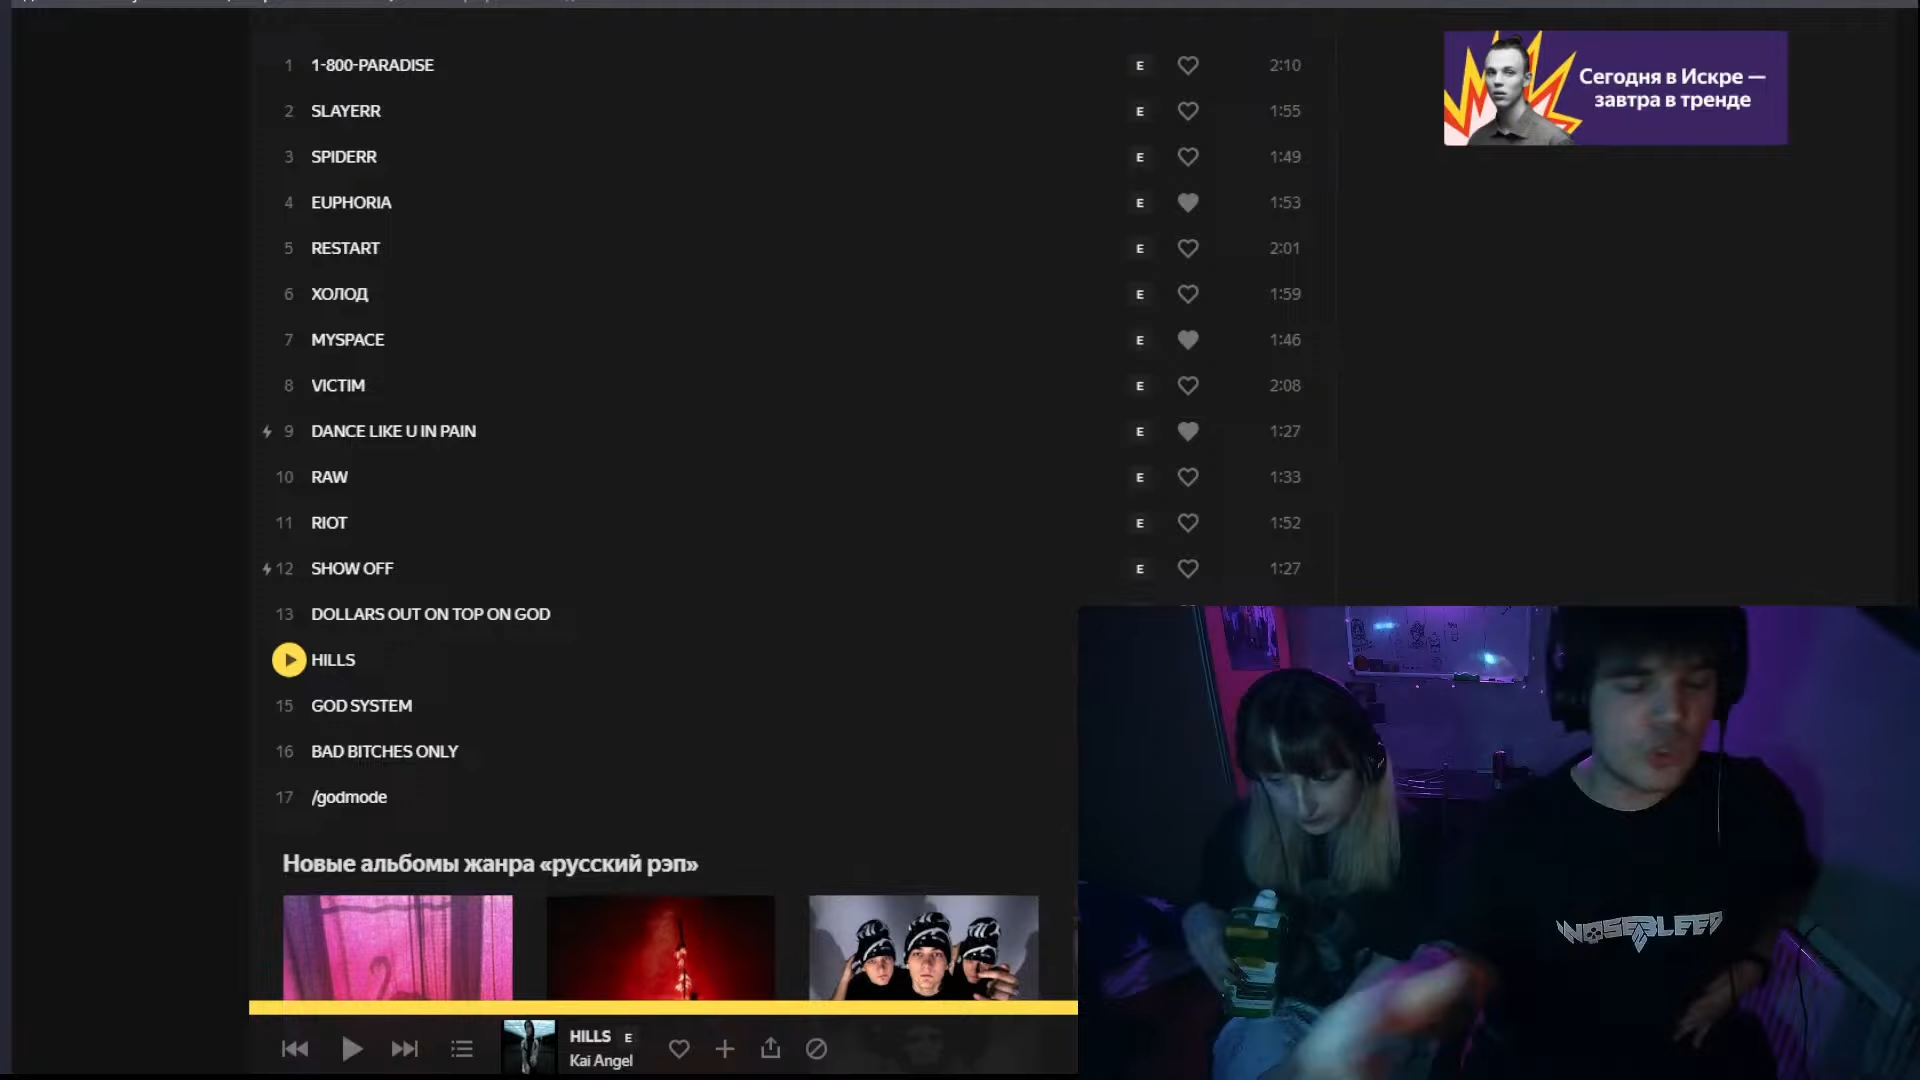 1 1-800-PARADISE E 2:10
2 SLAYERR E 1:55
3 SPIDERR E 1:49
4 EUPHORIA E 1:53
5 RESTART E 2:01
6 ХОЛОД E 1:59
7 MYSPACE E 1:46
8 VICTIM E 2:08
9 DANCE LIKE U IN PAIN E 1:27
10 RAW E 1:33
11 RIOT E 1:52
12 SHOW OFF E 1:27
13 DOLLARS OUT ON TOP ON GOD
HILLS
15 GOD SYSTEM
16 BAD BITCHES ONLY
17 /godmode
Сегодня в Искре —
завтра в тренде
Новые альбомы жанра «русский рэп»
HILLS E
Kai Angel
NOSEBLEED